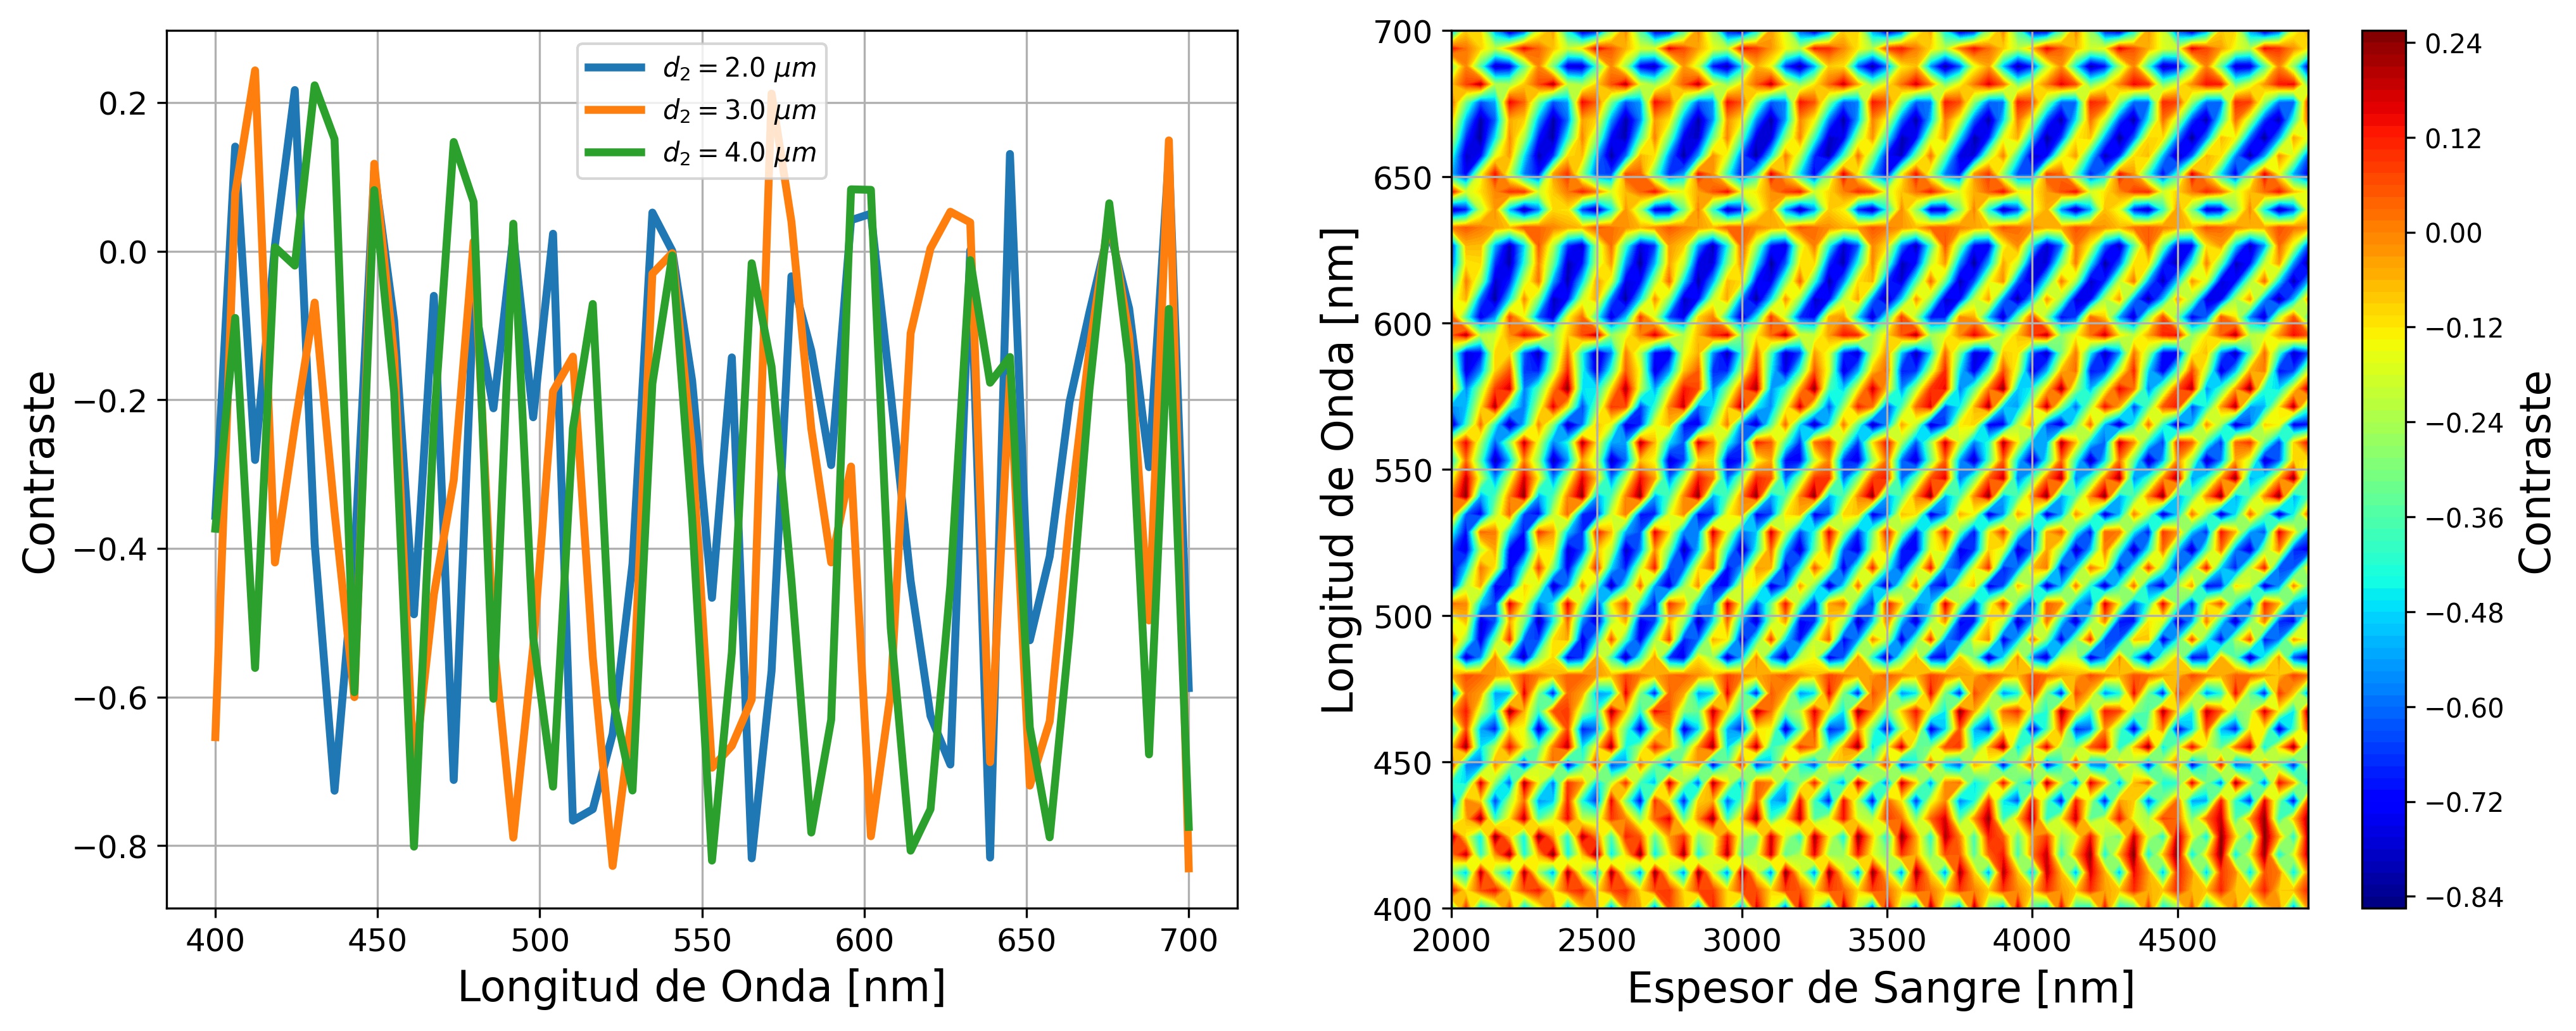 0.2
0.0
−0.2
−0.4
−0.6
−0.8
Contraste
400 450 500 550 600 650 700
Longitud de Onda [nm]
d₂ = 2.0 μm
d₂ = 3.0 μm
d₂ = 4.0 μm
700
650
600
550
500
450
400
Longitud de Onda [nm]
2000 2500 3000 3500 4000 4500
Espesor de Sangre [nm]
0.24
0.12
0.00
−0.12
−0.24
−0.36
−0.48
−0.60
−0.72
−0.84
Contraste